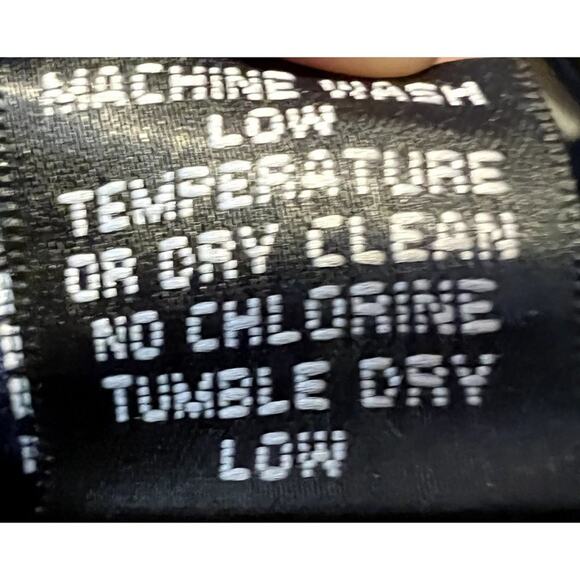 MACHINE WASH
LOW
TEMPERATURE
OR DRY CLEAN
NO CHLORINE
TUMBLE DRY
LOW